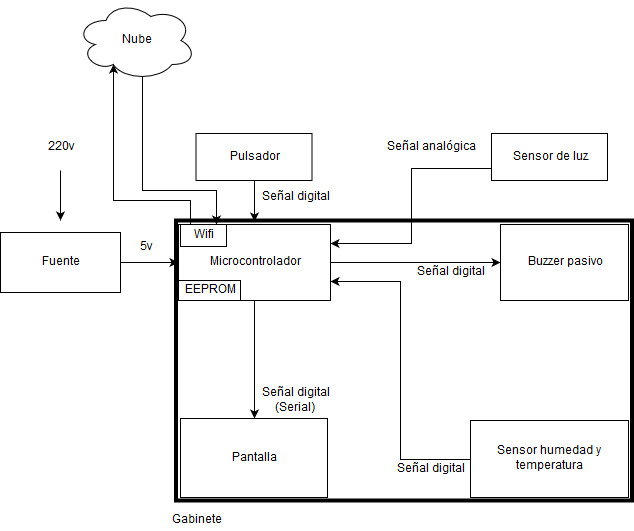 Nube
220v
Pulsador
Señal analógica
Sensor de luz
Señal digital
Wifi
Fuente
5v
Microcontrolador
EEPROM
Señal digital
Buzzer pasivo
Señal digital
(Serial)
Pantalla
Señal digital
Sensor humedad y
temperatura
Gabinete